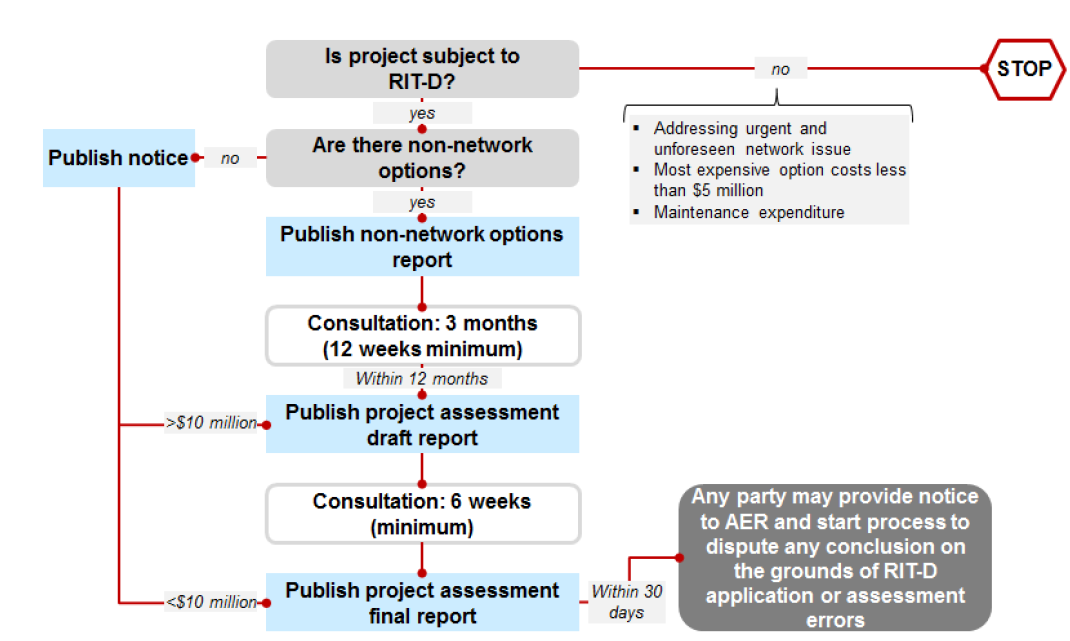 Is project subject to
RIT-D?
no
STOP
yes
▪ Addressing urgent and
unforeseen network issue
▪ Most expensive option costs less
than $5 million
▪ Maintenance expenditure
Publish notice
no
Are there non-network
options?
yes
Publish non-network options
report
Consultation: 3 months
(12 weeks minimum)
Within 12 months
>$10 million
Publish project assessment
draft report
Consultation: 6 weeks
(minimum)
<$10 million
Publish project assessment
final report
Within 30
days
Any party may provide notice
to AER and start process to
dispute any conclusion on
the grounds of RIT-D
application or assessment
errors